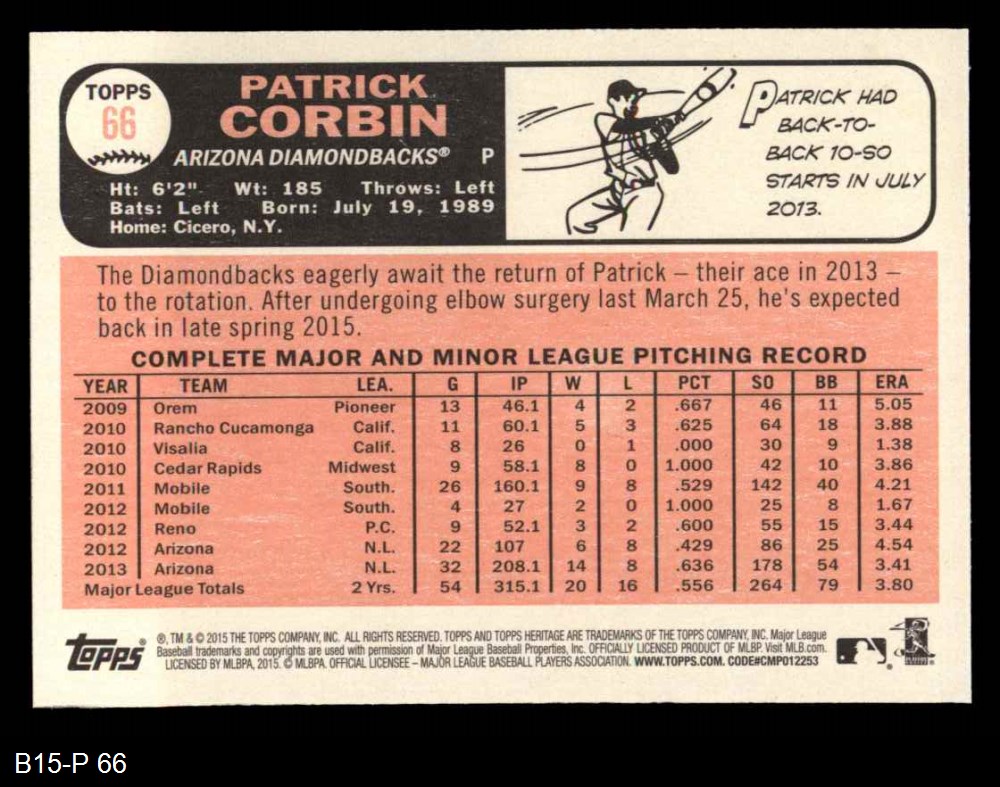 TOPPS
66
PATRICK
CORBIN
ARIZONA DIAMONDBACKS® P
Ht: 6'2" Wt: 185 Throws: Left
Bats: Left Born: July 19, 1989
Home: Cicero, N.Y.
PATRICK HAD
BACK-TO-
BACK 10-SO
STARTS IN JULY
2013.
The Diamondbacks eagerly await the return of Patrick – their ace in 2013 –
to the rotation. After undergoing elbow surgery last March 25, he's expected
back in late spring 2015.
COMPLETE MAJOR AND MINOR LEAGUE PITCHING RECORD
YEAR TEAM LEA. G IP W L PCT SO BB ERA
2009 Orem Pioneer 13 46.1 4 2 .667 46 11 5.05
2010 Rancho Cucamonga Calif. 11 60.1 5 3 .625 64 18 3.88
2010 Visalia Calif. 8 26 0 1 .000 30 9 1.38
2010 Cedar Rapids Midwest 9 58.1 8 0 1.000 42 10 3.86
2011 Mobile South. 26 160.1 9 8 .529 142 40 4.21
2012 Mobile South. 4 27 2 0 1.000 25 8 1.67
2012 Reno P.C. 9 52.1 3 2 .600 55 15 3.44
2012 Arizona N.L. 22 107 6 8 .429 86 25 4.54
2013 Arizona N.L. 32 208.1 14 8 .636 178 54 3.41
Major League Totals 2 Yrs. 54 315.1 20 16 .556 264 79 3.80
Topps®
®, TM & © 2015 THE TOPPS COMPANY, INC. ALL RIGHTS RESERVED. TOPPS AND TOPPS HERITAGE ARE TRADEMARKS OF THE TOPPS COMPANY, INC. Major League
Baseball trademarks and copyrights are used with permission of Major League Baseball Properties, Inc. OFFICIALLY LICENSED PRODUCT OF MLBP. Visit MLB.com.
LICENSED BY MLBPA, 2015. © MLBPA. OFFICIAL LICENSEE – MAJOR LEAGUE BASEBALL PLAYERS ASSOCIATION. WWW.TOPPS.COM. CODE#CMP012253
B15-P 66